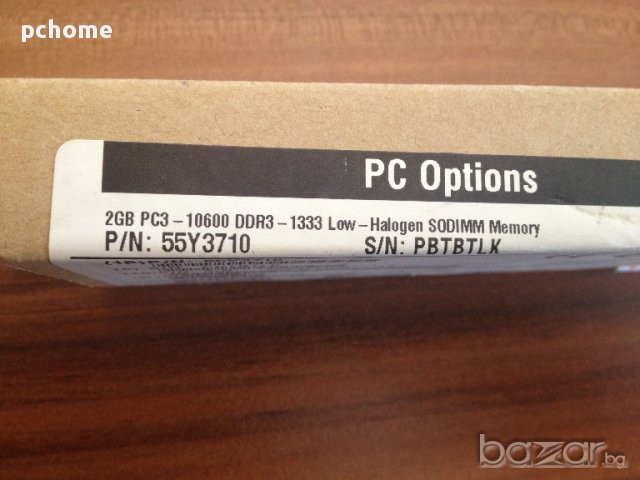 pchome
PC Options
2GB PC3-10600 DDR3-1333 Low-Halogen SODIMM Memory
P/N: 55Y3710 S/N: PBTBTLK
bazar.bg